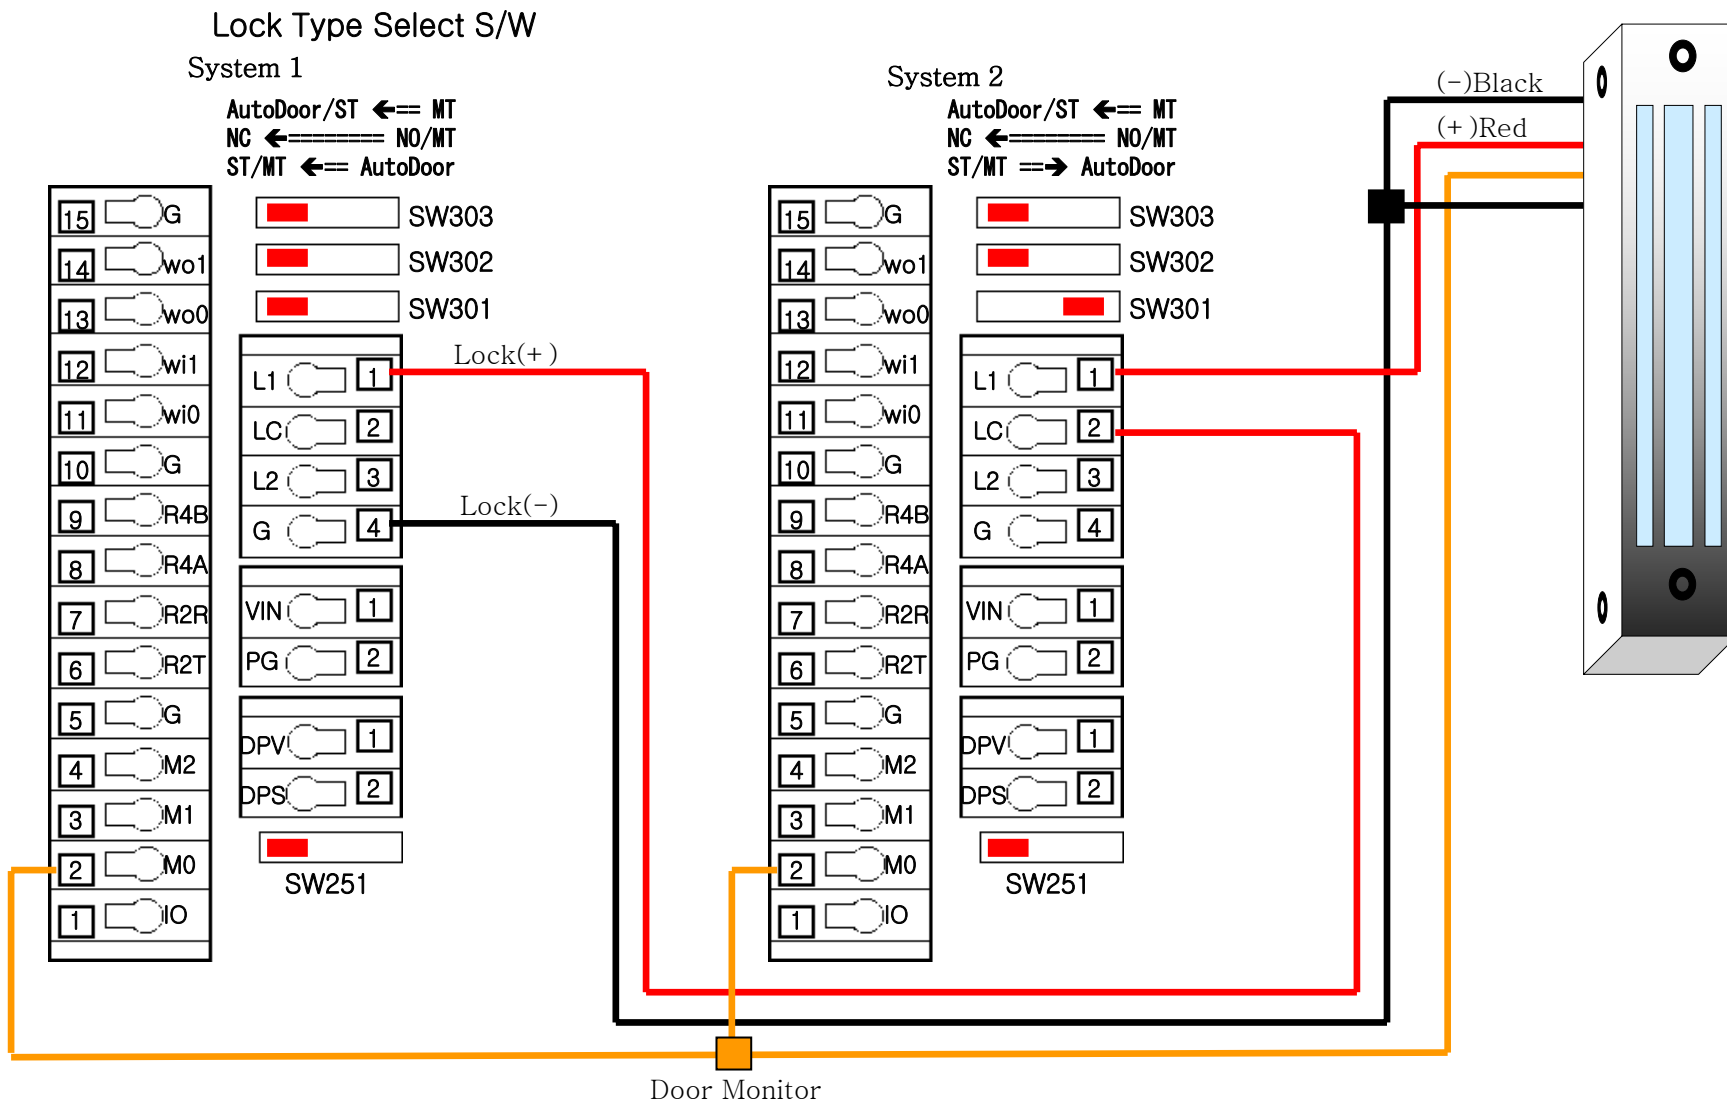 Lock Type Select S/W
System 1
AutoDoor/ST ←== MT
NC ←======== NO/MT
ST/MT ←== AutoDoor
15 G
14 wo1
13 wo0
12 wi1
11 wi0
10 G
9 R4B
8 R4A
7 R2R
6 R2T
5 G
4 M2
3 M1
2 M0
1 IO
SW303
SW302
SW301
L1 1
LC 2
L2 3
G 4
VIN 1
PG 2
DPV 1
DPS 2
SW251
Lock(+)
Lock(-)
System 2
AutoDoor/ST ←== MT
NC ←======== NO/MT
ST/MT ==→ AutoDoor
15 G
14 wo1
13 wo0
12 wi1
11 wi0
10 G
9 R4B
8 R4A
7 R2R
6 R2T
5 G
4 M2
3 M1
2 M0
1 IO
SW303
SW302
SW301
L1 1
LC 2
L2 3
G 4
VIN 1
PG 2
DPV 1
DPS 2
SW251
(-)Black
(+)Red
Door Monitor